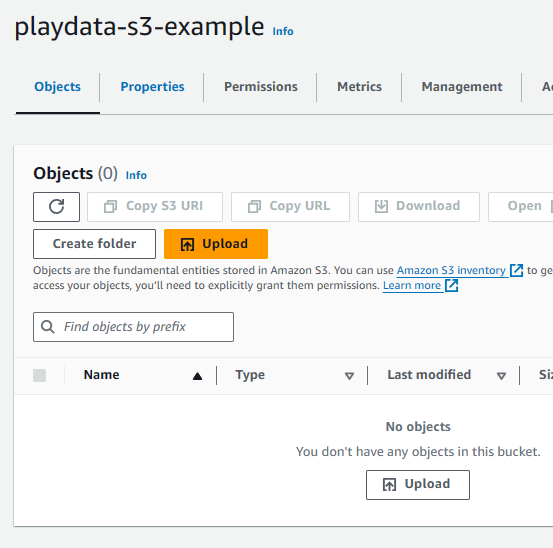 playdata-s3-example Info
Objects Properties Permissions Metrics Management
Objects (0) Info
Copy S3 URI Copy URL Download Open
Create folder Upload
Objects are the fundamental entities stored in Amazon S3. You can use Amazon S3 inventory to ge
access your objects, you'll need to explicitly grant them permissions. Learn more
Find objects by prefix
Name Type Last modified
No objects
You don't have any objects in this bucket.
Upload